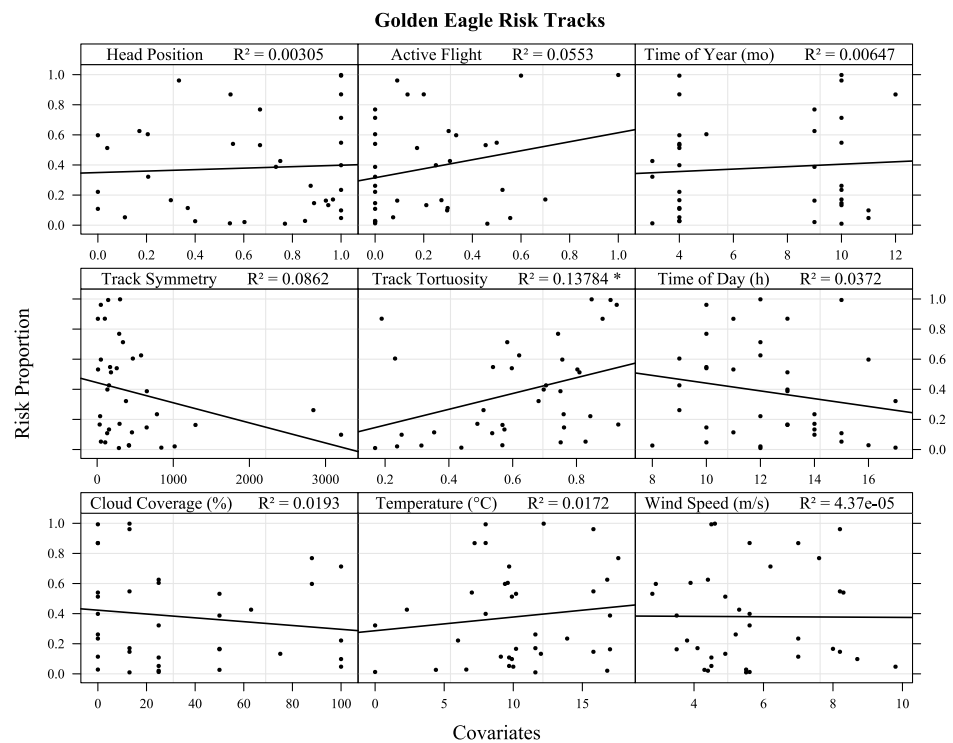 Golden Eagle Risk Tracks
Head Position R² = 0.00305 Active Flight R² = 0.0553 Time of Year (mo) R² = 0.00647
1.0
0.8
0.6
0.4
0.2
0.0
0.0 0.2 0.4 0.6 0.8 1.0 0.0 0.2 0.4 0.6 0.8 1.0 4 6 8 10 12
Track Symmetry R² = 0.0862 Track Tortuosity R² = 0.13784 * Time of Day (h) R² = 0.0372
1.0
0.8
0.6
0.4
0.2
0.0
0 1000 2000 3000 0.2 0.4 0.6 0.8 8 10 12 14 16
Cloud Coverage (%) R² = 0.0193 Temperature (°C) R² = 0.0172 Wind Speed (m/s) R² = 4.37e-05
1.0
0.8
0.6
0.4
0.2
0.0
0 20 40 60 80 100 0 5 10 15 4 6 8 10
Risk Proportion
Covariates